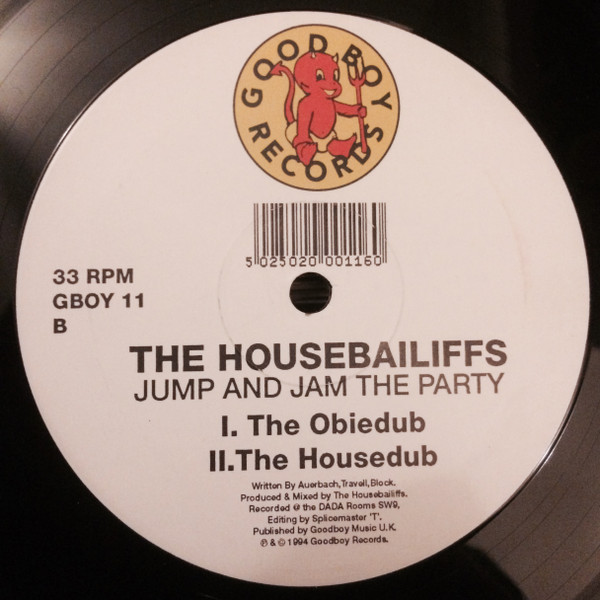 GOOD BOY RECORDS
5 025020 001160
33 RPM
GBOY 11
B
THE HOUSEBAILIFFS
JUMP AND JAM THE PARTY
I. The Obiedub
II.The Housedub
Written By Auerbach,Travell,Block.
Produced & Mixed by The Housebailiffs.
Recorded @ the DADA Rooms SW9,
Editing by Splicemaster 'T'.
Published by Goodboy Music U.K.
℗ & © 1994 Goodboy Records.